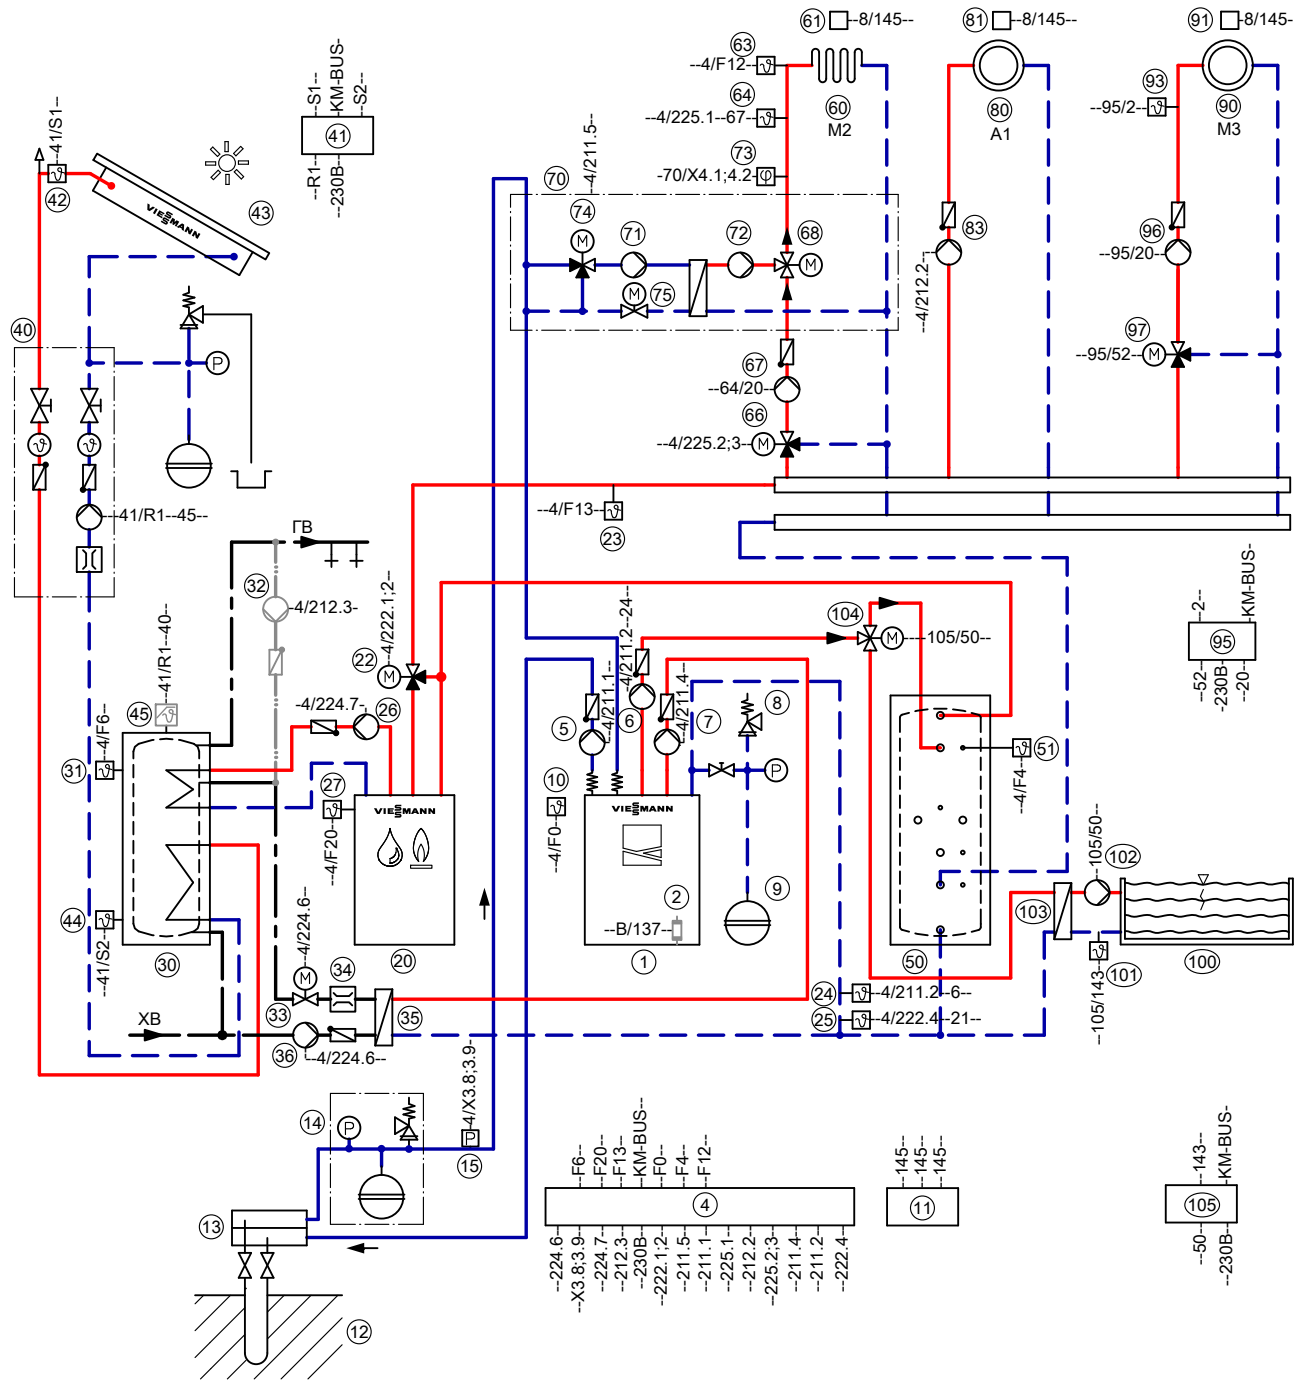 61 --8/145--
81 --8/145--
91 --8/145-
63
--4/F12--
64
--4/225.1--67--
73
-70/X4.1;4.2
60
M2
80
A1
90
M3
93
--95/2--
--41/S1--
42
43
VIESMANN
--S1--
KM-BUS-
--S2--
41
--R1--
--230B--
70
--4/211.5--
74
M
71
72
68
M
M
75
83
--4/212.2--
96
--95/20--
97
--95/52--
M
67
--64/20--
66
--4/225.2;3--
M
40
P
--41/R1--45--
ГВ
32
-4/212.3-
--4/F13--
23
22
M
--4/222.1;2--
--4/211.2--24--
104
M
---105/50--
--2--
KM-BUS-
95
--52--
-230B--
--20--
45
--41/R1--40--
-4/224.7-
26
5
--4/211.1--
6
--4/211.4--
7
8
P
31
--4/F6--
27
--4/F20--
VIESMANN
10
--4/F0--
VIESMANN
51
--4/F4--
2
--B/137--
9
102
--105/50--
103
44
--41/S2--
30
20
1
50
101
100
--105/143--
--4/224.6--
M
34
33
35
24
--4/211.2--6--
25
--4/222.4--21--
ХВ
36
--4/224.6--
14
P
P
--4/X3.8;3.9--
15
13
12
--F6--
--F20--
--F13--
KM-BUS--
--F0--
--F4--
--F12--
4
--224.6--
--X3.8;3.9--
--224.7--
--212.3--
--230B--
--222.1;2--
--211.5--
--211.1--
--225.1--
--212.2--
--225.2;3--
--211.4--
--211.2--
--222.4--
--145--
--145--
--145--
11
--143--
KM-BUS-
105
--50--
--230B--